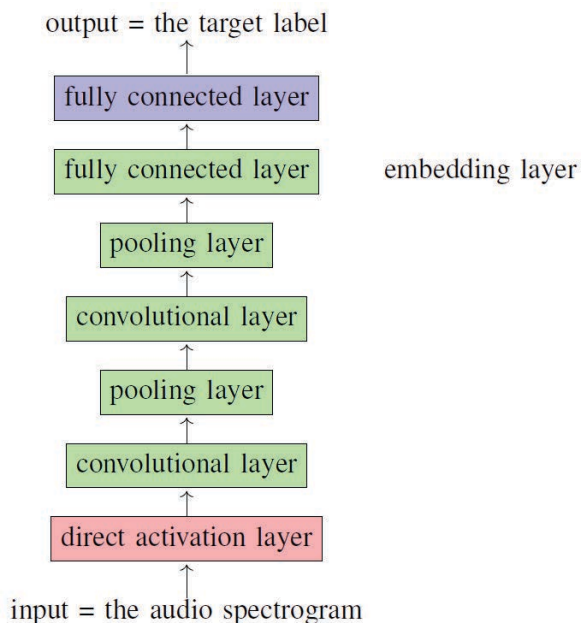 output = the target label
fully connected layer
fully connected layer embedding layer
pooling layer
convolutional layer
pooling layer
convolutional layer
direct activation layer
input = the audio spectrogram